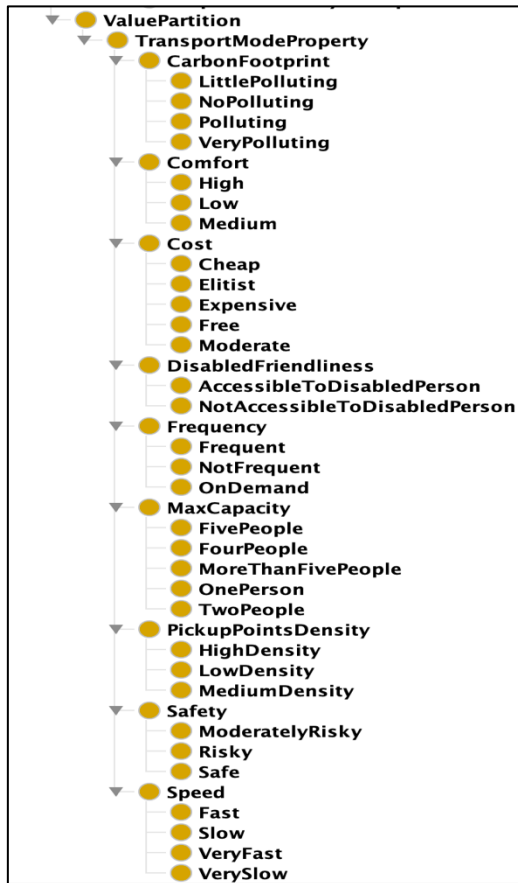 ValuePartition
TransportModeProperty
CarbonFootprint
LittlePolluting
NoPolluting
Polluting
VeryPolluting
Comfort
High
Low
Medium
Cost
Cheap
Elitist
Expensive
Free
Moderate
DisabledFriendliness
AccessibleToDisabledPerson
NotAccessibleToDisabledPerson
Frequency
Frequent
NotFrequent
OnDemand
MaxCapacity
FivePeople
FourPeople
MoreThanFivePeople
OnePerson
TwoPeople
PickupPointsDensity
HighDensity
LowDensity
MediumDensity
Safety
ModeratelyRisky
Risky
Safe
Speed
Fast
Slow
VeryFast
VerySlow